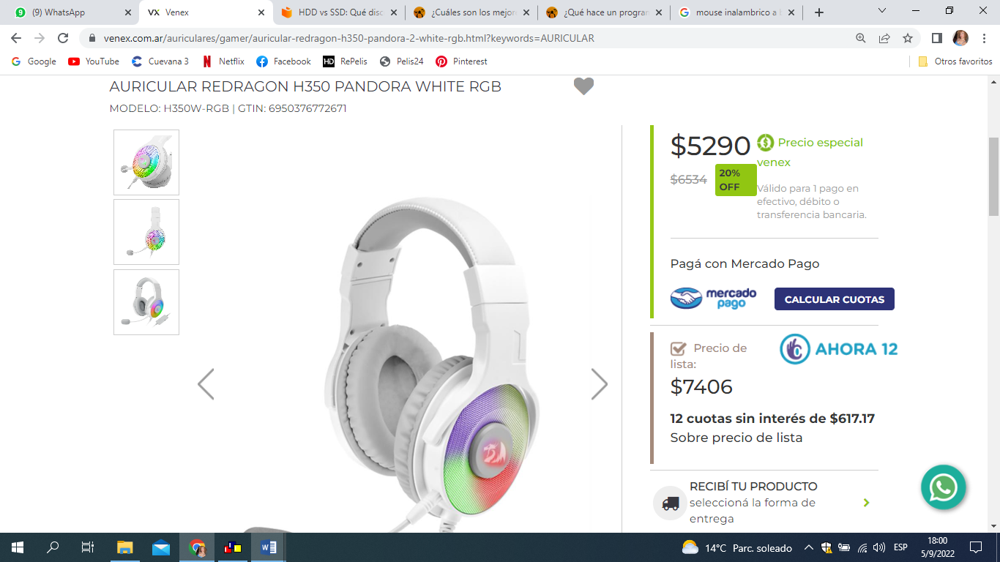 (9) WhatsApp
Venex
HDD vs SSD: Qué disc
¿Cuáles son los mejor
¿Qué hace un program
mouse inalambrico a b
venex.com.ar/auriculares/gamer/auricular-redragon-h350-pandora-2-white-rgb.html?keywords=AURICULAR
Google
YouTube
Cuevana 3
Netflix
Facebook
HD
RePelis
Pelis24
Pinterest
Otros favoritos
AURICULAR REDRAGON H350 PANDORA WHITE RGB
MODELO: H350W-RGB | GTIN: 6950376772671
$5290
Precio especial
venex
$6534
20%
OFF
Válido para 1 pago en
efectivo, débito o
transferencia bancaria.
Pagá con Mercado Pago
mercado
pago
CALCULAR CUOTAS
Precio de
lista:
AHORA 12
$7406
12 cuotas sin interés de $617.17
Sobre precio de lista
RECIBÍ TU PRODUCTO
seleccioná la forma de
entrega
14°C Parc. soleado
ESP
18:00
5/9/2022